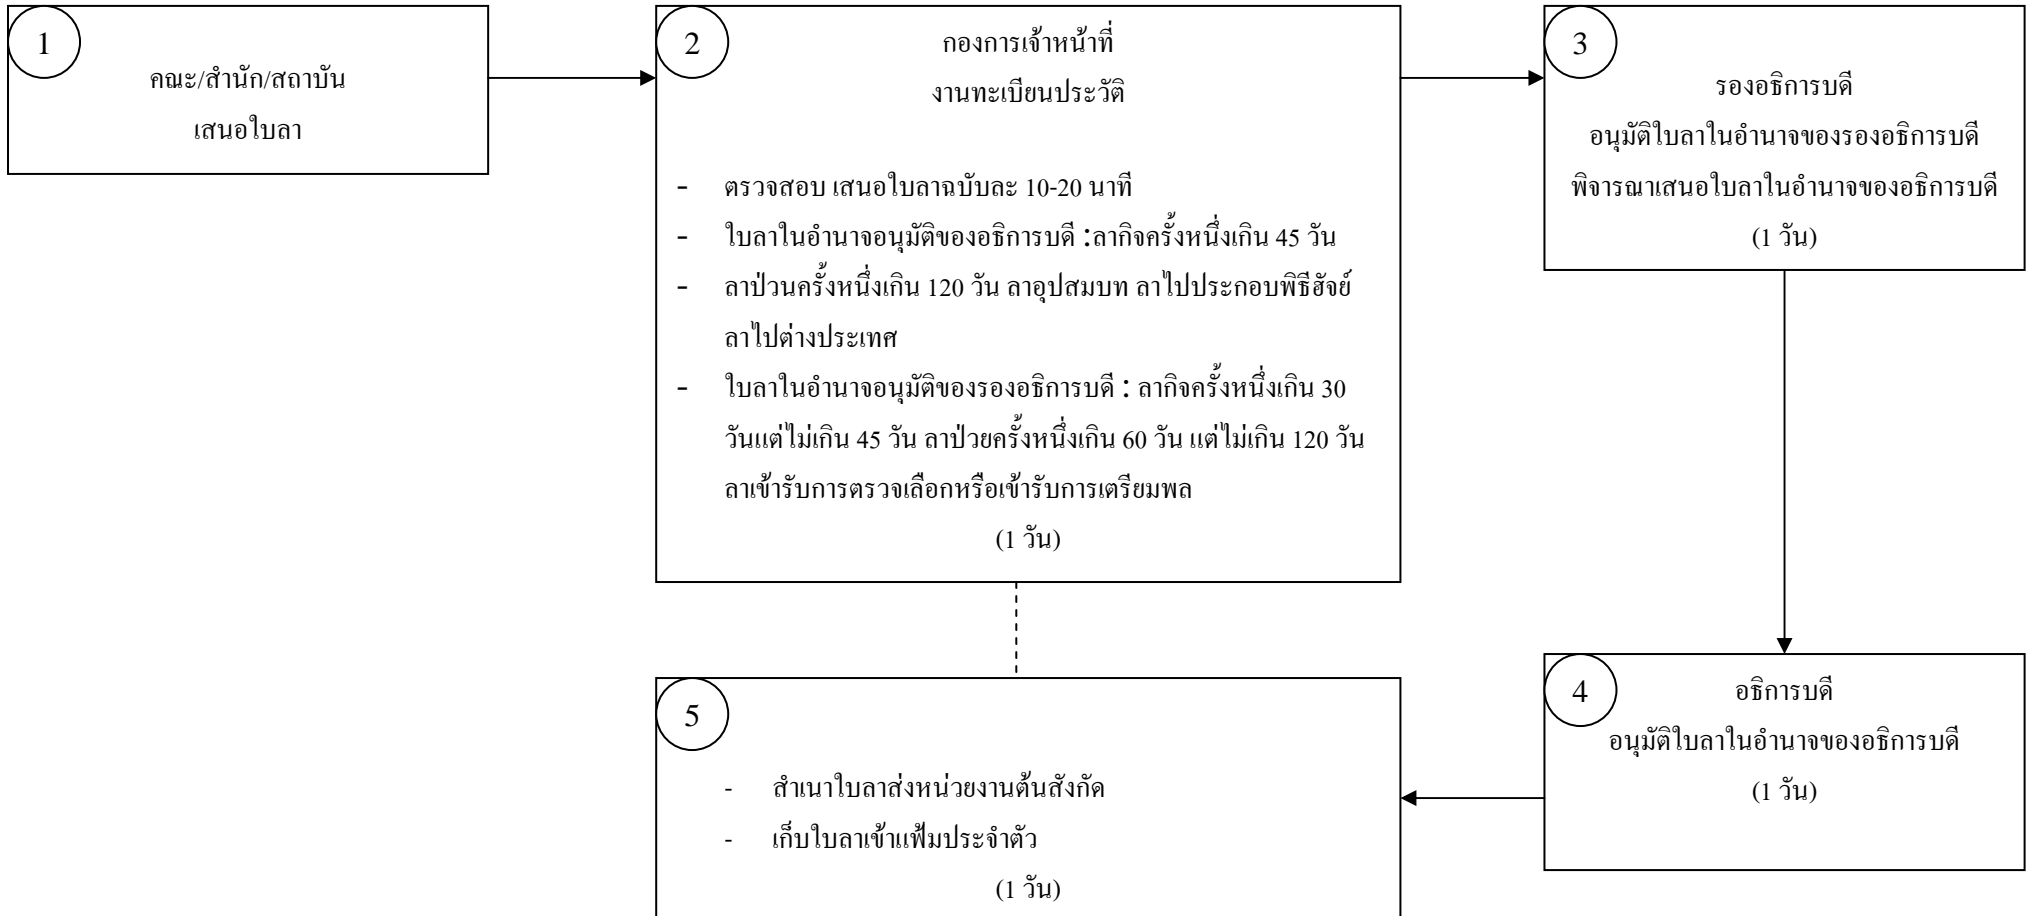 1
คณะ/สำนัก/สถาบัน
เสนอใบลา
2
กองการเจ้าหน้าที่
งานทะเบียนประวัติ
- ตรวจสอบ เสนอใบลาฉบับละ 10-20 นาที
- ใบลาในอำนาจอนุมัติของอธิการบดี :ลากิจครั้งหนึ่งเกิน 45 วัน
- ลาป่วนครั้งหนึ่งเกิน 120 วัน ลาอุปสมบท ลาไปประกอบพิธีฮัจย์
ลาไปต่างประเทศ
- ใบลาในอำนาจอนุมัติของรองอธิการบดี : ลากิจครั้งหนึ่งเกิน 30
วันแต่ไม่เกิน 45 วัน ลาป่วยครั้งหนึ่งเกิน 60 วัน แต่ไม่เกิน 120 วัน
ลาเข้ารับการตรวจเลือกหรือเข้ารับการเตรียมพล
(1 วัน)
3
รองอธิการบดี
อนุมัติใบลาในอำนาจของรองอธิการบดี
พิจารณาเสนอใบลาในอำนาจของอธิการบดี
(1 วัน)
4
อธิการบดี
อนุมัติใบลาในอำนาจของอธิการบดี
(1 วัน)
5
- สำเนาใบลาส่งหน่วยงานต้นสังกัด
- เก็บใบลาเข้าแฟ้มประจำตัว
(1 วัน)